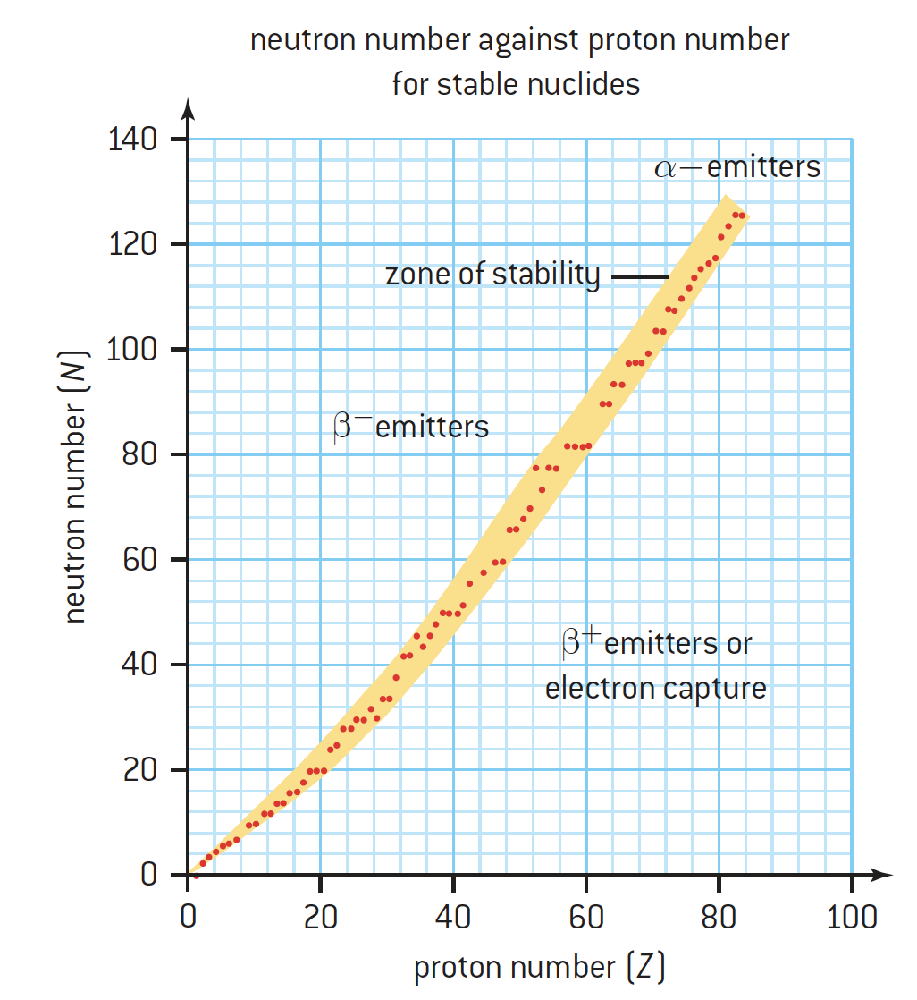 neutron number against proton number
for stable nuclides
140
120
100
80
60
40
20
0
neutron number (N)
α–emitters
zone of stability
β⁻emitters
β⁺emitters or
electron capture
0 20 40 60 80 100
proton number (Z)